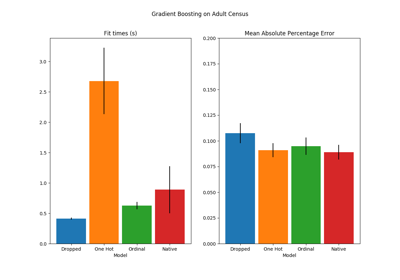 Gradient Boosting on Adult Census
Fit times (s)
3.0
2.5
2.0
1.5
1.0
0.5
0.0
Dropped One Hot Ordinal Native
Model
Mean Absolute Percentage Error
0.200
0.175
0.150
0.125
0.100
0.075
0.050
0.025
0.000
Dropped One Hot Ordinal Native
Model